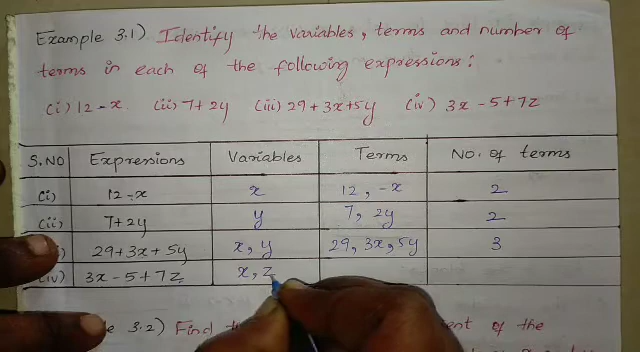 Example 3.1) Identify the variables, terms and number of
terms in each of the following expressions:
(i) 12-x (ii) 7+2y (iii) 29+3x+5y (iv) 3x-5+7z
S.NO Expressions Variables Terms No. of terms
(i) 12-x x 12, -x 2
(ii) 7+2y y 7, 2y 2
29+3x+5y x, y 29, 3x, 5y 3
(iv) 3x-5+7z x, z
3.2) Find of the